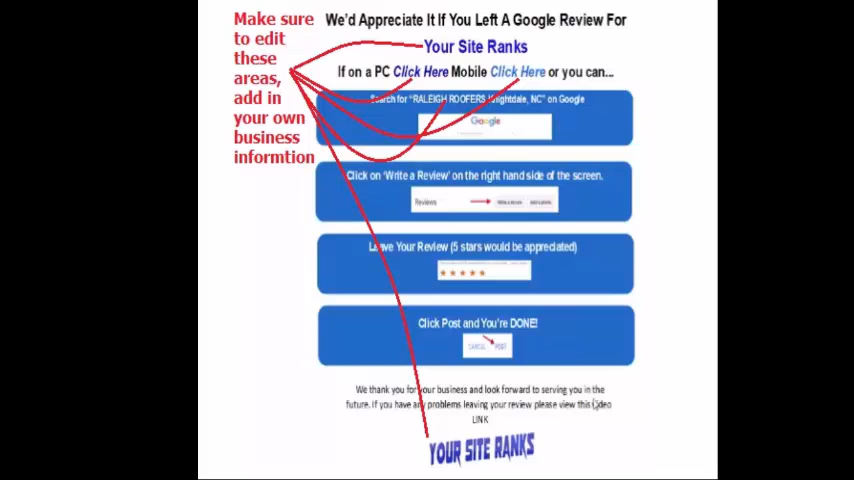 Make sure
to edit
these
areas,
add in
your own
business
informtion
We'd Appreciate It If You Left A Google Review For
Your Site Ranks
If on a PC Click Here Mobile Click Here or you can...
Search for "RALEIGH ROOFERS Knightdale, NC" on Google
Google
Click on 'Write a Review' on the right hand side of the screen.
Reviews Write a review Add a photo
Leave Your Review (5 stars would be appreciated)
Click Post and You're DONE!
CANCEL POST
We thank you for your business and look forward to serving you in the
future. If you have any problems leaving your review please view this video
LINK
YOUR SITE RANKS